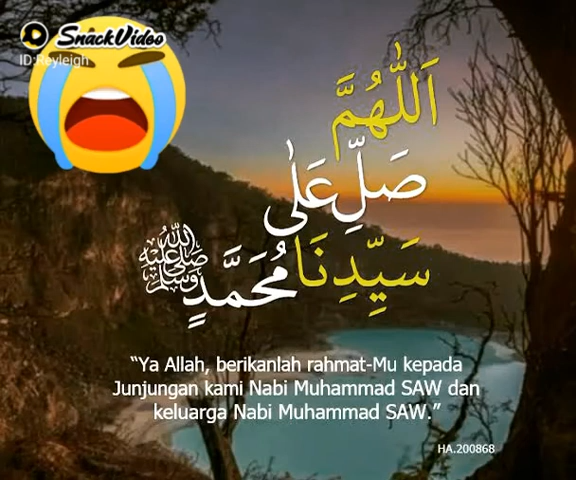 SnackVideo
ID:Reyleigh
اَللّٰهُمَّ
صَلِّ عَلٰى
سَيِّدِنَا مُحَمَّدٍ
ﷺ
“Ya Allah, berikanlah rahmat-Mu kepada
Junjungan kami Nabi Muhammad SAW dan
keluarga Nabi Muhammad SAW.”
HA.200868